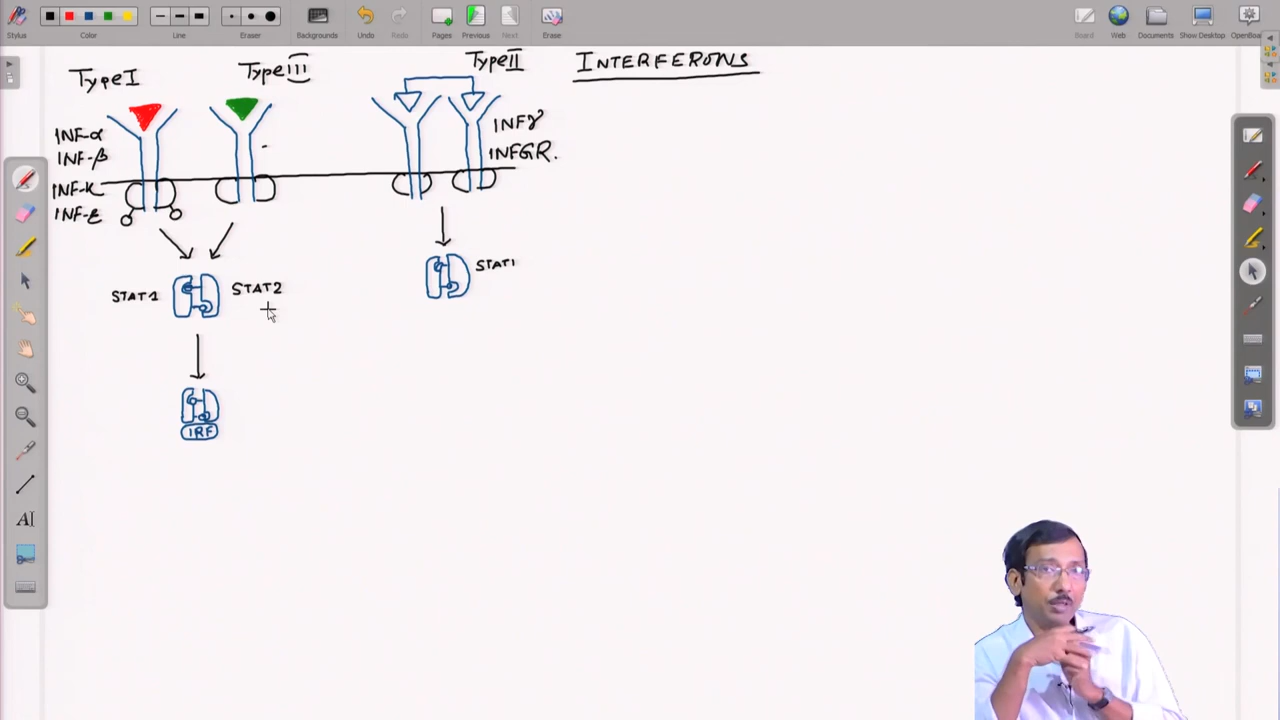 Stylus
Color
Line
Eraser
Backgrounds
Undo
Redo
Pages
Previous
Next
Erase
Board
Web
Documents
Show Desktop
INTERFERONS
Type I
Type III
Type II
INF-α
INF-β
INF-κ
INF-ε
INFγ
INFGR.
STAT1
STAT2
STAT1
IRF